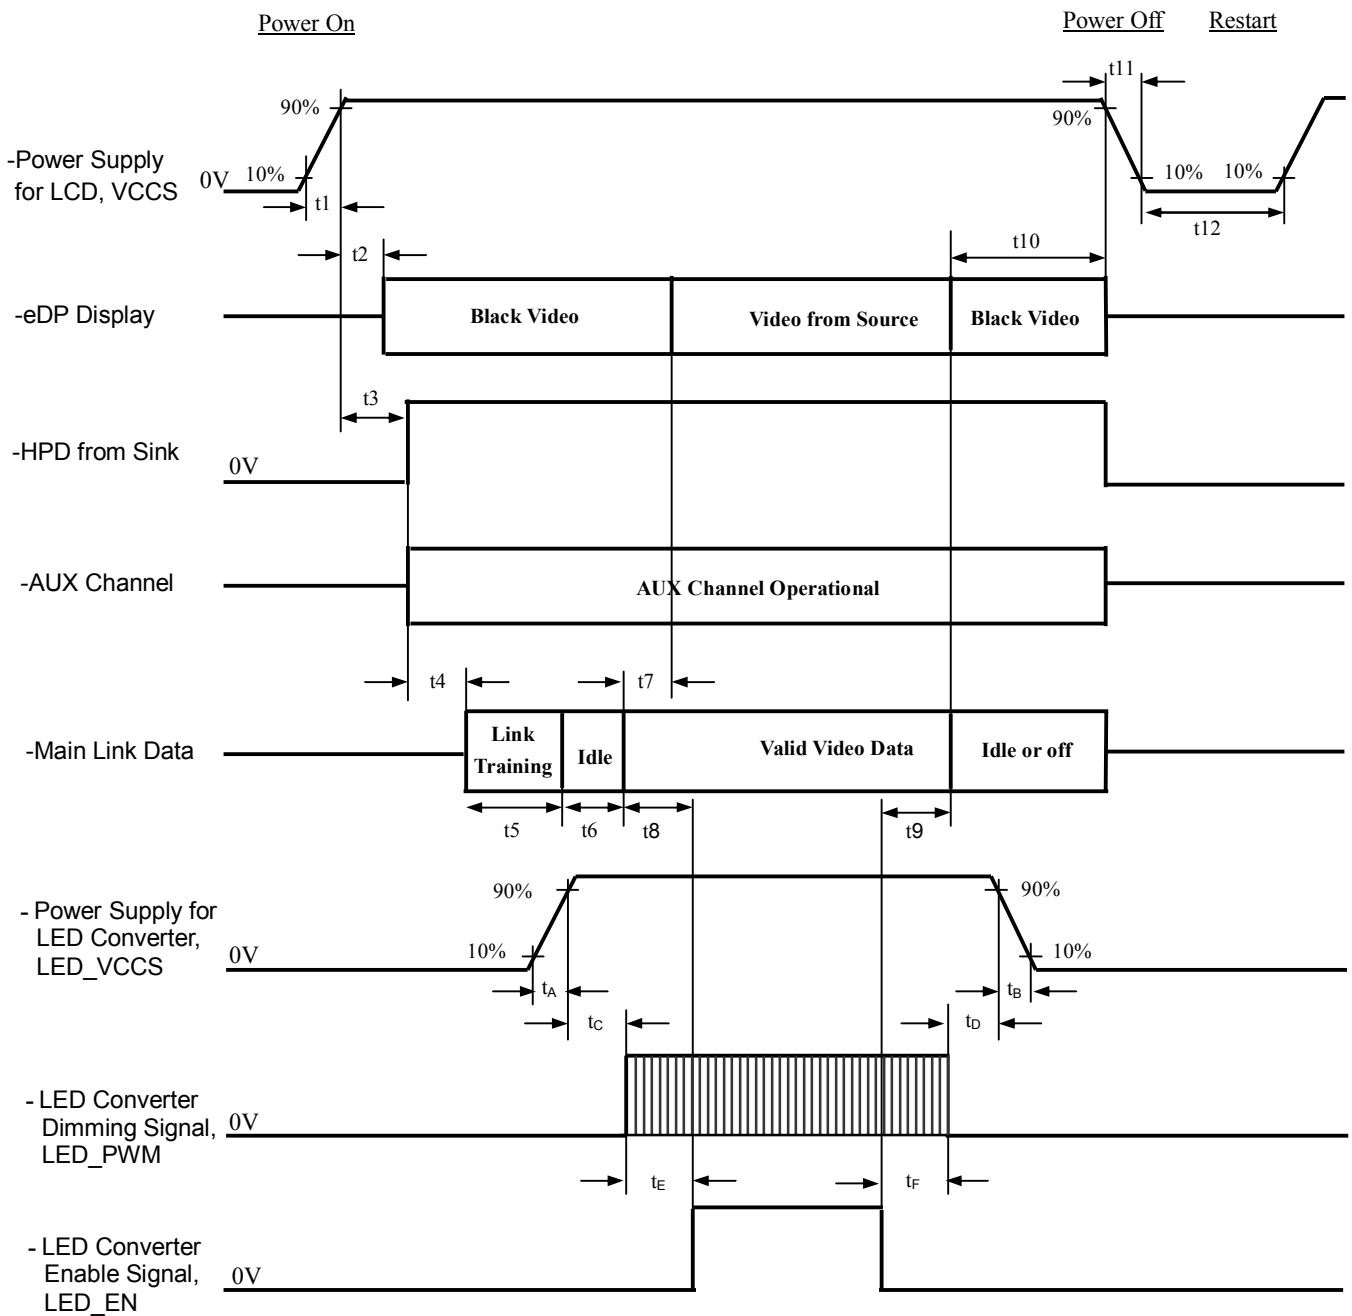 Power On
Power Off
Restart
t11
90%
90%
-Power Supply
for LCD, VCCS
0V
10%
10%
10%
t1
t12
t2
t10
-eDP Display
Black Video
Video from Source
Black Video
t3
-HPD from Sink
0V
-AUX Channel
AUX Channel Operational
t4
t7
-Main Link Data
Link
Training
Idle
Valid Video Data
Idle or off
t5
t6
t8
t9
90%
90%
- Power Supply for
LED Converter,
LED_VCCS
0V
10%
10%
tA
tB
tC
tD
- LED Converter
Dimming Signal,
LED_PWM
0V
tE
tF
- LED Converter
Enable Signal,
LED_EN
0V